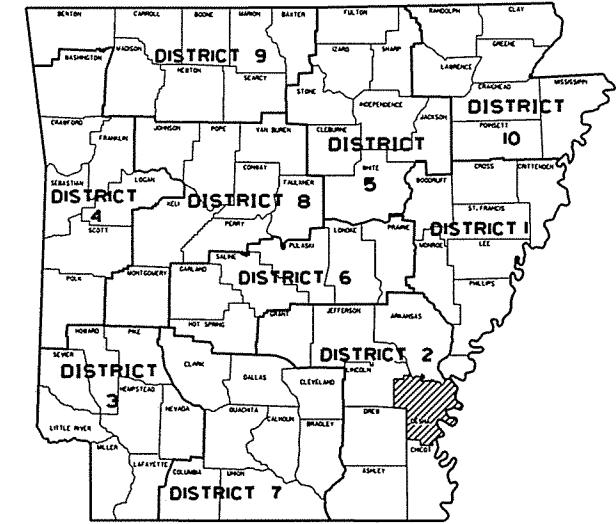 BENTON CARROLL BOONE MARION BAXTER FULTON RANDOLPH CLAY
WASHINGTON MADISON DISTRICT 9 IZARD SHARP GREENE
NEWTON SEARCY STONE LAWRENCE
CRAIGHEAD MISSISSIPPI
INDEPENDENCE DISTRICT
CRAWFORD FRANKLIN JOHNSON POPE VAN BUREN CLEBURNE JACKSON POINSETT 10
DISTRICT
SEBASTIAN LOGAN CONWAY FAULKNER WHITE WOODRUFF CROSS CRITTENDEN
DISTRICT YELL DISTRICT 8 5
4 PERRY ST. FRANCIS
SCOTT SALINE PULASKI LONOKE PRAIRIE MONROE DISTRICT 1
LEE
POLK MONTGOMERY GARLAND DISTRICT 6 PHILLIPS
HOT SPRING GRANT JEFFERSON ARKANSAS
HOWARD PIKE
SEVIER DISTRICT CLARK DISTRICT 2
LINCOLN
HEMPSTEAD DALLAS CLEVELAND
3 NEVADA OUACHITA CALHOUN BRADLEY DREW DESHA
LITTLE RIVER MILLER CHICOT
LAFAYETTE COLUMBIA UNION ASHLEY
DISTRICT 7